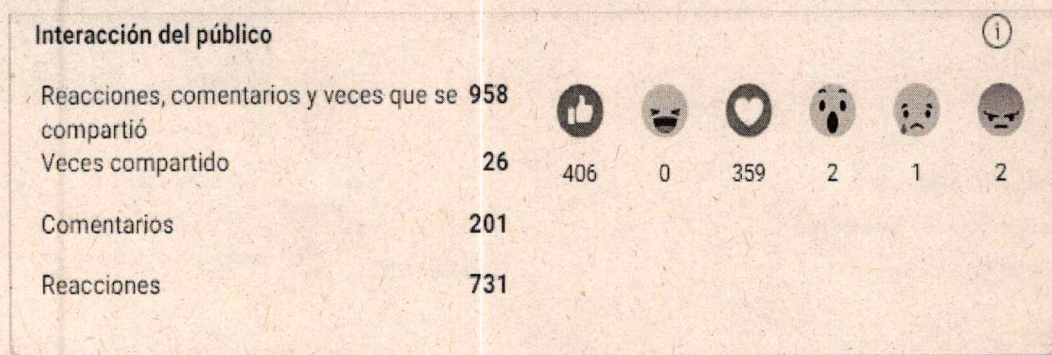 Interacción del público
Reacciones, comentarios y veces que se 958
compartió
Veces compartido 26
406 0 359 2 1 2
Comentarios 201
Reacciones 731